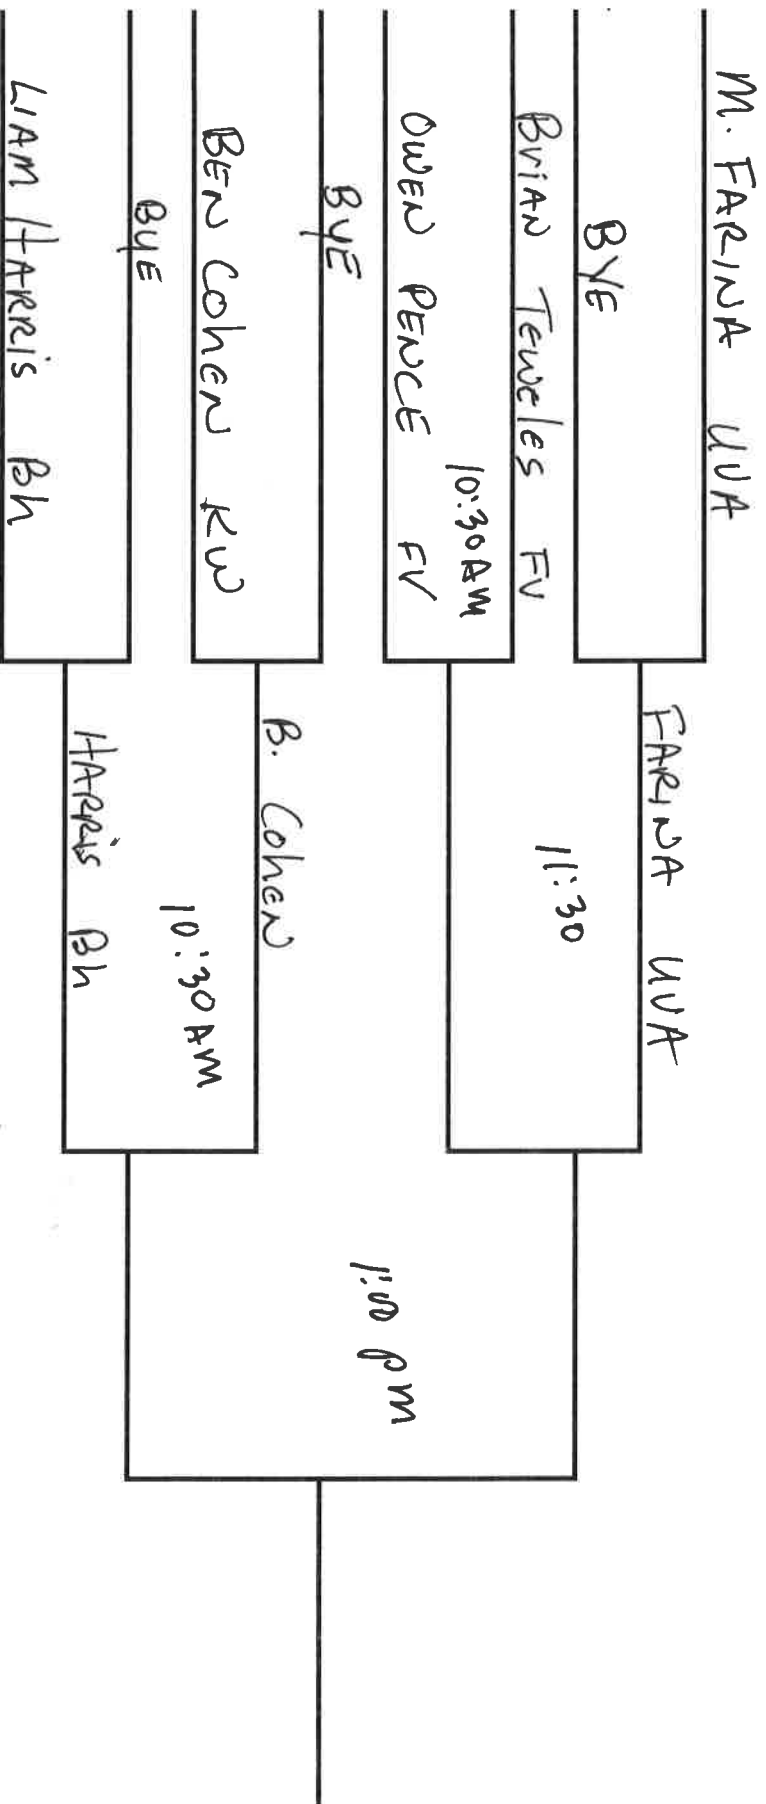 M. FARINA UVA
BYE
BriAN Teweles FV
10:30 AM
OWEN PENCE FV
BYE
BEN CohEN KW
BYE
LIAM HARRIS Bh
FARINA UVA
11:30
B. CohEN
10:30 AM
HARRIS Bh
1:00 pm